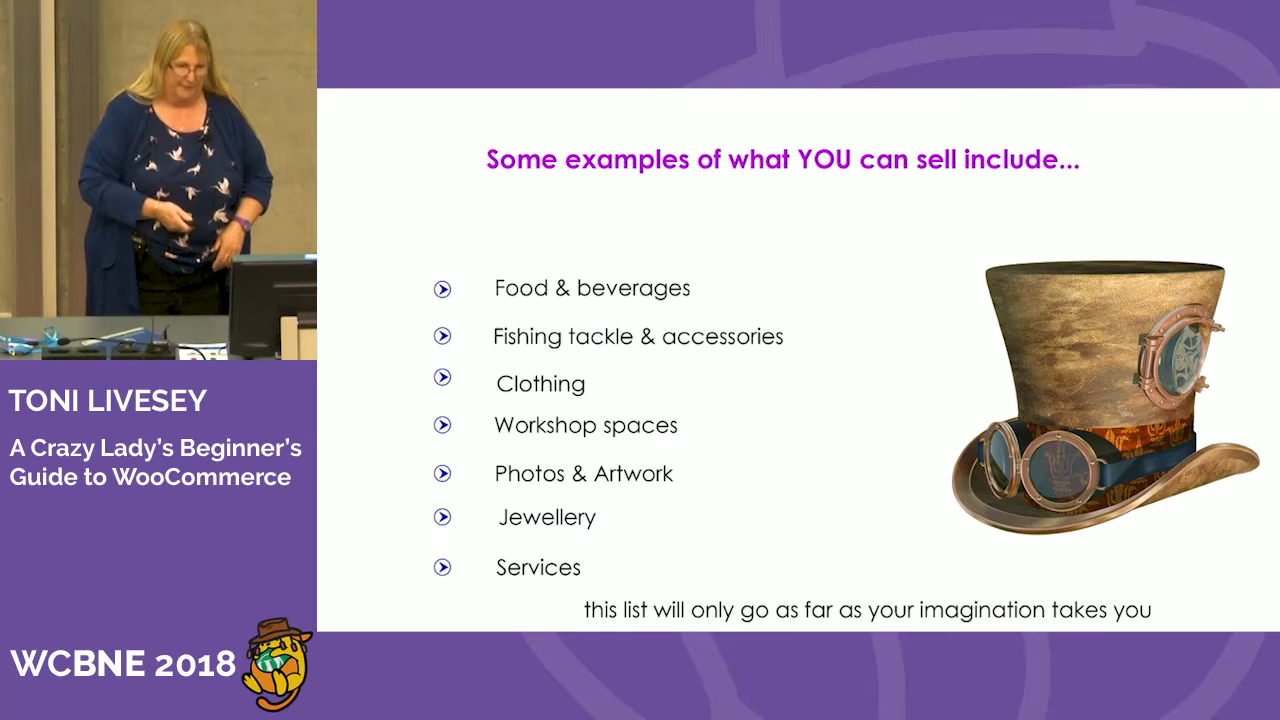 Some examples of what YOU can sell include...
Food & beverages
Fishing tackle & accessories
Clothing
Workshop spaces
Photos & Artwork
Jewellery
Services
this list will only go as far as your imagination takes you
TONI LIVESEY
A Crazy Lady's Beginner's
Guide to WooCommerce
WCBNE 2018